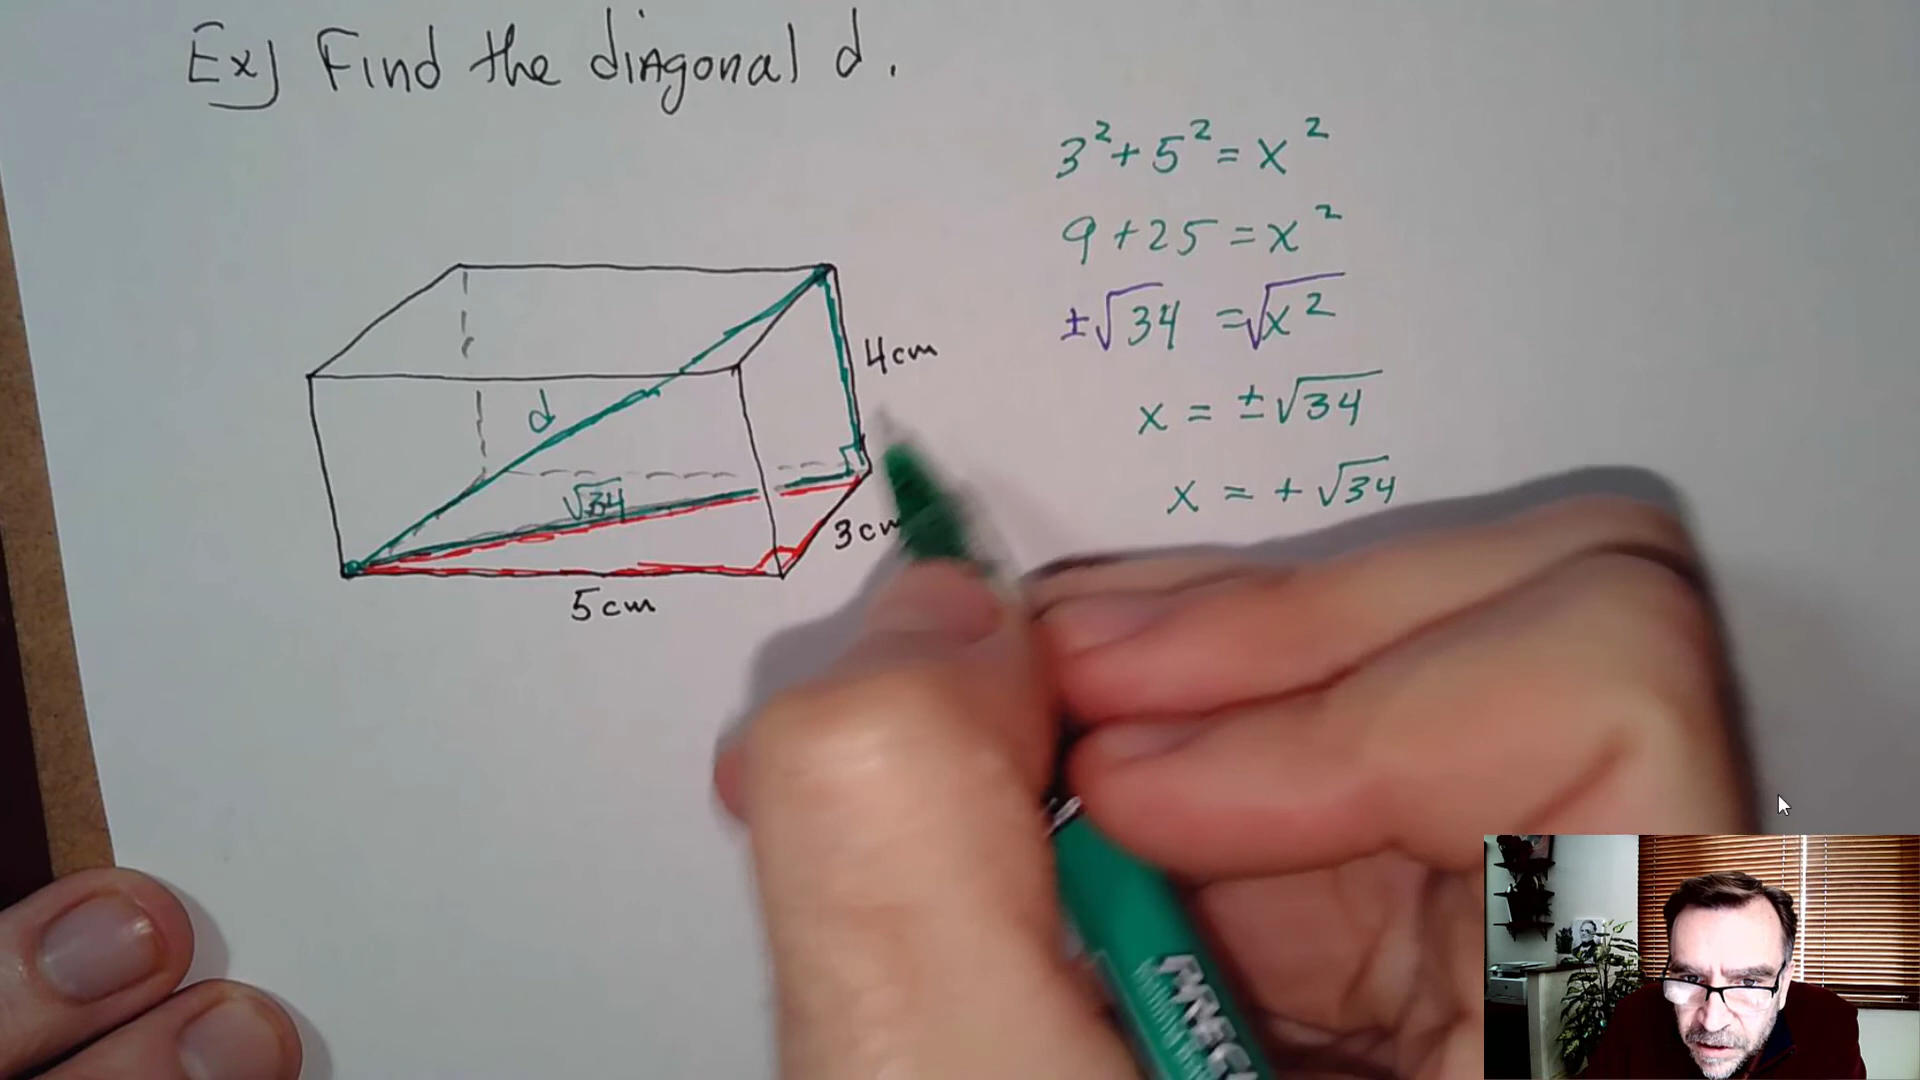 Ex) Find the diagonal d.
3² + 5² = x²
9 + 25 = x²
±√34 = √x²
x = ±√34
x = +√34
4cm
d
√34
3cm
5cm